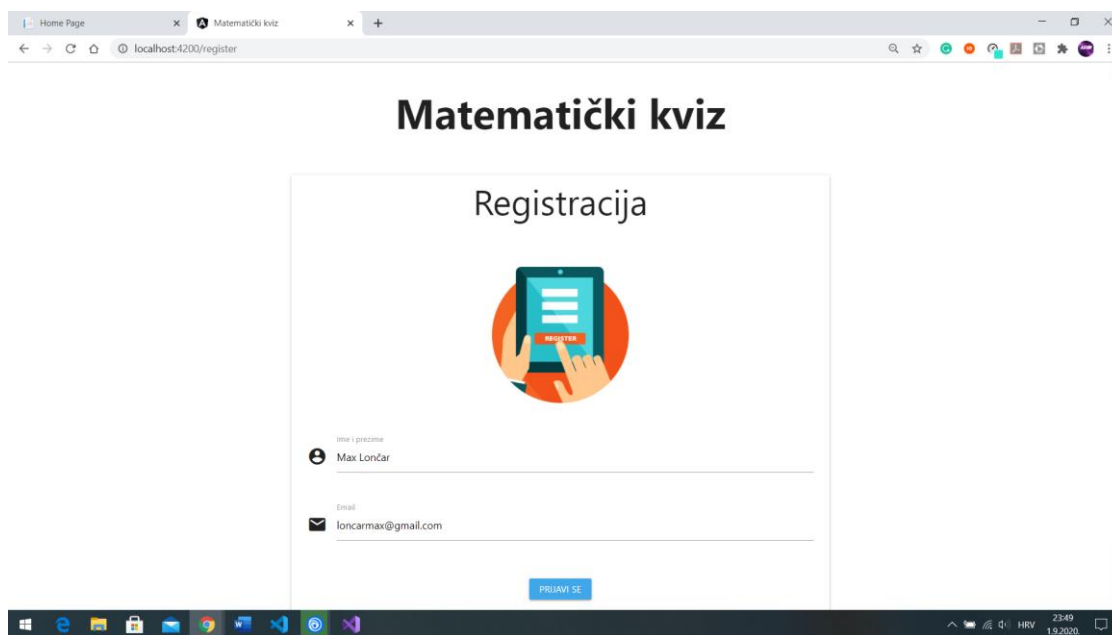 Home Page
Matematički kviz
localhost:4200/register
Matematički kviz
Registracija
REGISTER
Ime i prezime
Max Lončar
Email
loncarmax@gmail.com
PRIJAVI SE
HRV
23:49
1.9.2020.